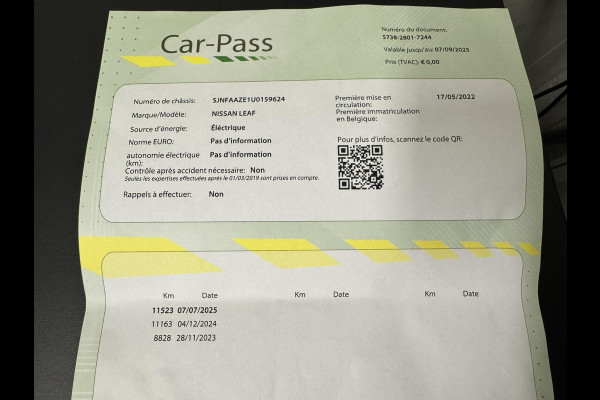 Car-Pass
Numéro du document:
5738-2801-7244
Valable jusqu'au: 07/09/2025
Prix (TVAC): € 0,00
Numéro de châssis: SJNFAAZE1U0159624
Marque/Modèle: NISSAN LEAF
Source d'énergie: Électrique
Norme EURO: Pas d'information
autonomie électrique (km): Pas d'information
Contrôle après accident nécessaire: Non
Seules les expertises effectuées après le 01/03/2019 sont prises en compte.
Rappels à effectuer: Non
Première mise en circulation: 17/05/2022
Première immatriculation en Belgique:
Pour plus d'infos, scannez le code QR:
Km Date Km Date Km Date
11523 07/07/2025
11163 04/12/2024
8828 28/11/2023